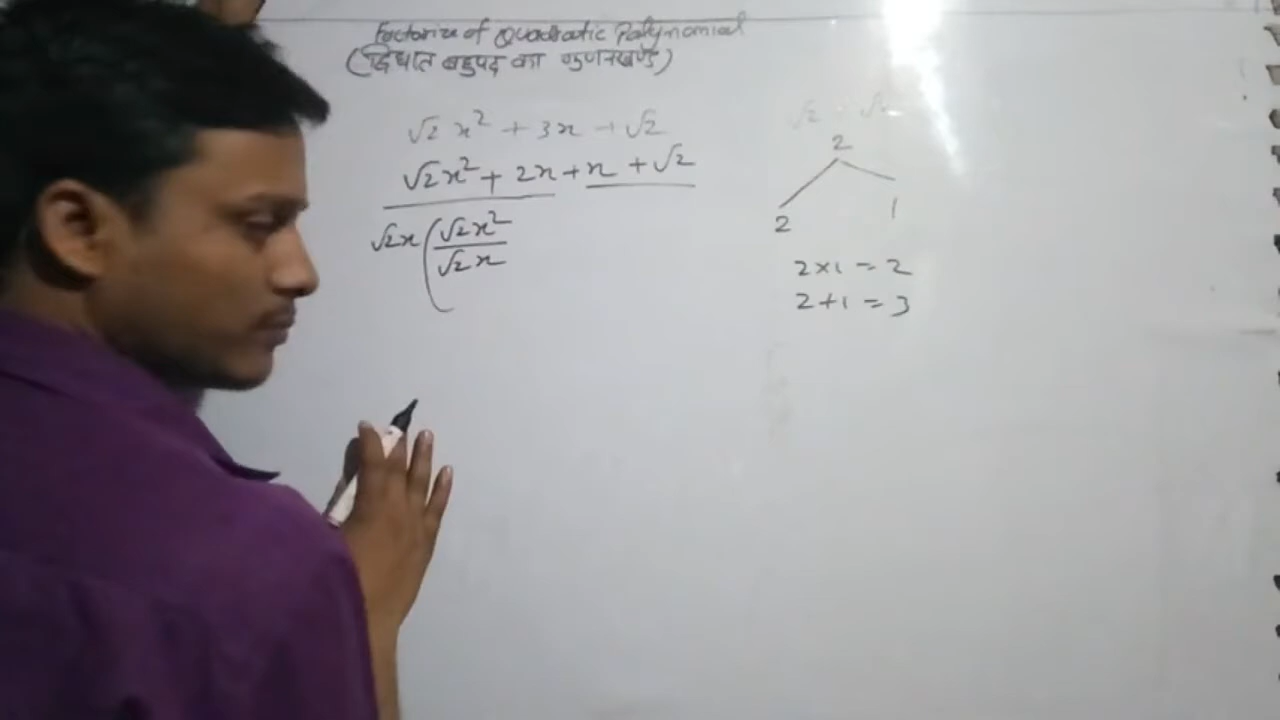 Factorize of Quadratic Polynomial
(द्विघात बहुपद का गुणनखण्ड)
√2 x² + 3x + √2
√2x² + 2x + x + √2
√2x ( √2x²
√2x
√2
2
2 1
2×1 = 2
2+1 = 3